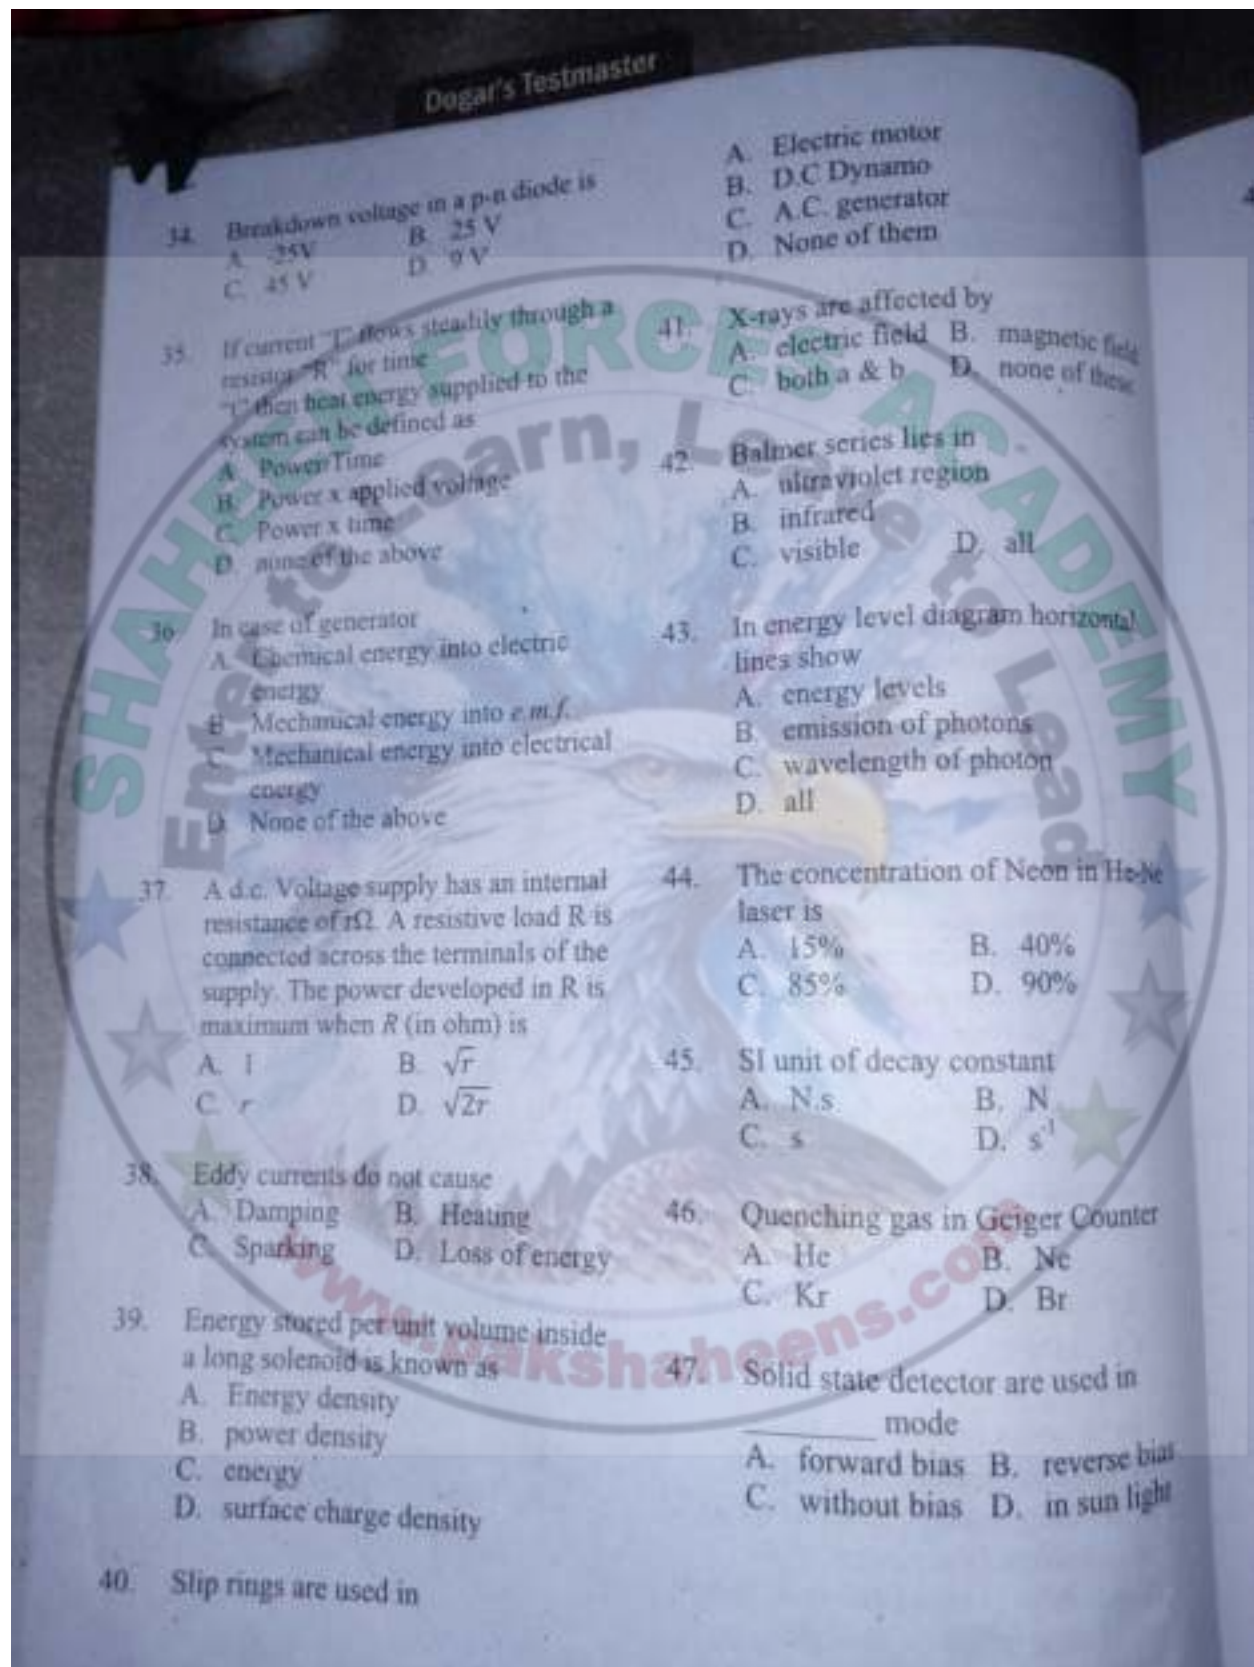 Dogar's Testmaster
34. Breakdown voltage in a p-n diode is
A. -25V B. 25 V
C. 45 V D. 9 V
35. If current "I" flows steadily through a
resistor "R" for time
"t" then heat energy supplied to the
system can be defined as
A. Power/Time
B. Power x applied voltage
C. Power x time
D. none of the above
36. In case of generator
A. Chemical energy into electric
energy
B. Mechanical energy into e.m.f.
C. Mechanical energy into electrical
energy
D. None of the above
37. A d.c. Voltage supply has an internal
resistance of rΩ. A resistive load R is
connected across the terminals of the
supply. The power developed in R is
maximum when R (in ohm) is
A. 1 B. √r
C. r D. √2r
38. Eddy currents do not cause
A. Damping B. Heating
C. Sparking D. Loss of energy
39. Energy stored per unit volume inside
a long solenoid is known as
A. Energy density
B. power density
C. energy
D. surface charge density
40. Slip rings are used in
A. Electric motor
B. D.C Dynamo
C. A.C. generator
D. None of them
41. X-rays are affected by
A. electric field B. magnetic field
C. both a & b D. none of these
42. Balmer series lies in
A. ultraviolet region
B. infrared
C. visible D. all
43. In energy level diagram horizontal
lines show
A. energy levels
B. emission of photons
C. wavelength of photon
D. all
44. The concentration of Neon in He-Ne
laser is
A. 15% B. 40%
C. 85% D. 90%
45. SI unit of decay constant
A. N.s B. N
C. s D. s⁻¹
46. Quenching gas in Geiger Counter
A. He B. Ne
C. Kr D. Br
47. Solid state detector are used in
________ mode
A. forward bias B. reverse bias
C. without bias D. in sun light
SHAHEEN FORCES ACADEMY
Enter to Learn, Leave to Lead
www.pakshaheens.com